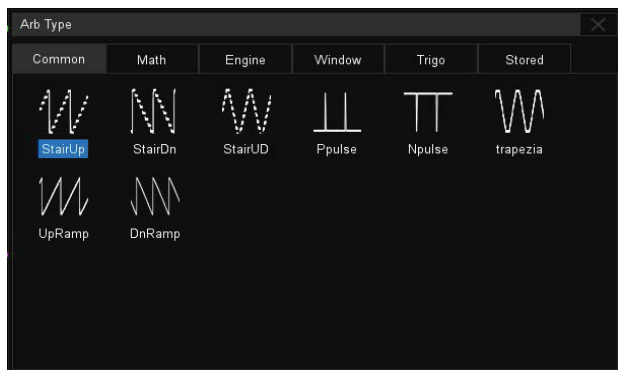 Arb Type
Common Math Engine Window Trigo Stored
StairUp StairDn StairUD Ppulse Npulse trapezia
UpRamp DnRamp